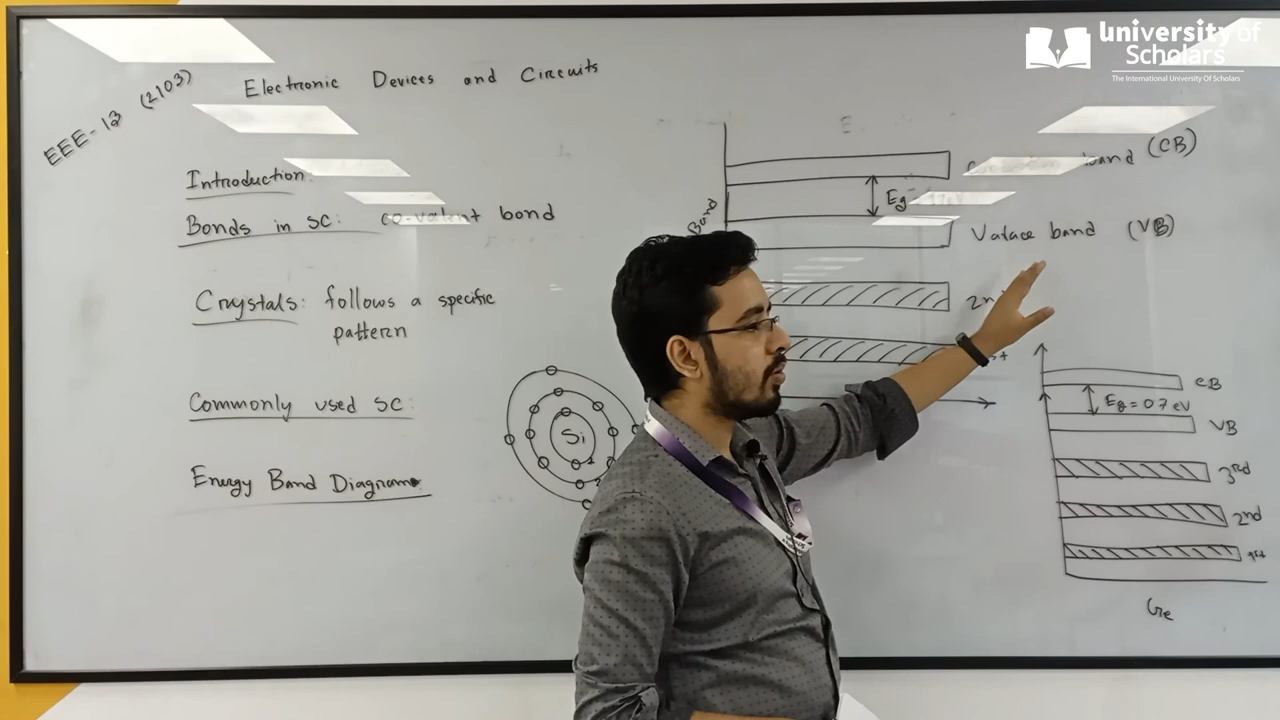 University of
Scholars
The International University Of Scholars
EEE-13 (2103)
Electronic Devices and Circuits
Introduction:
Bonds in SC: co-valent bond
Crystals: follows a specific
pattern
Commonly used SC:
Energy Band Diagram
Si
Band
band (CB)
Eg
Valace band (VB)
CB
Eg = 0.7 eV
VB
3rd
2nd
1st
Ge